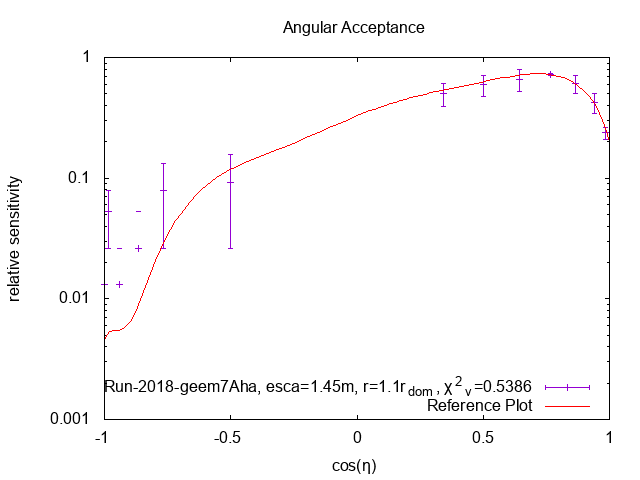 Angular Acceptance
relative sensitivity
1
0.1
0.01
0.001
-1
-0.5
0
0.5
1
cos(η)
Run-2018-geem7Aha, esca=1.45m, r=1.1r_dom, χ²_ν=0.5386
Reference Plot